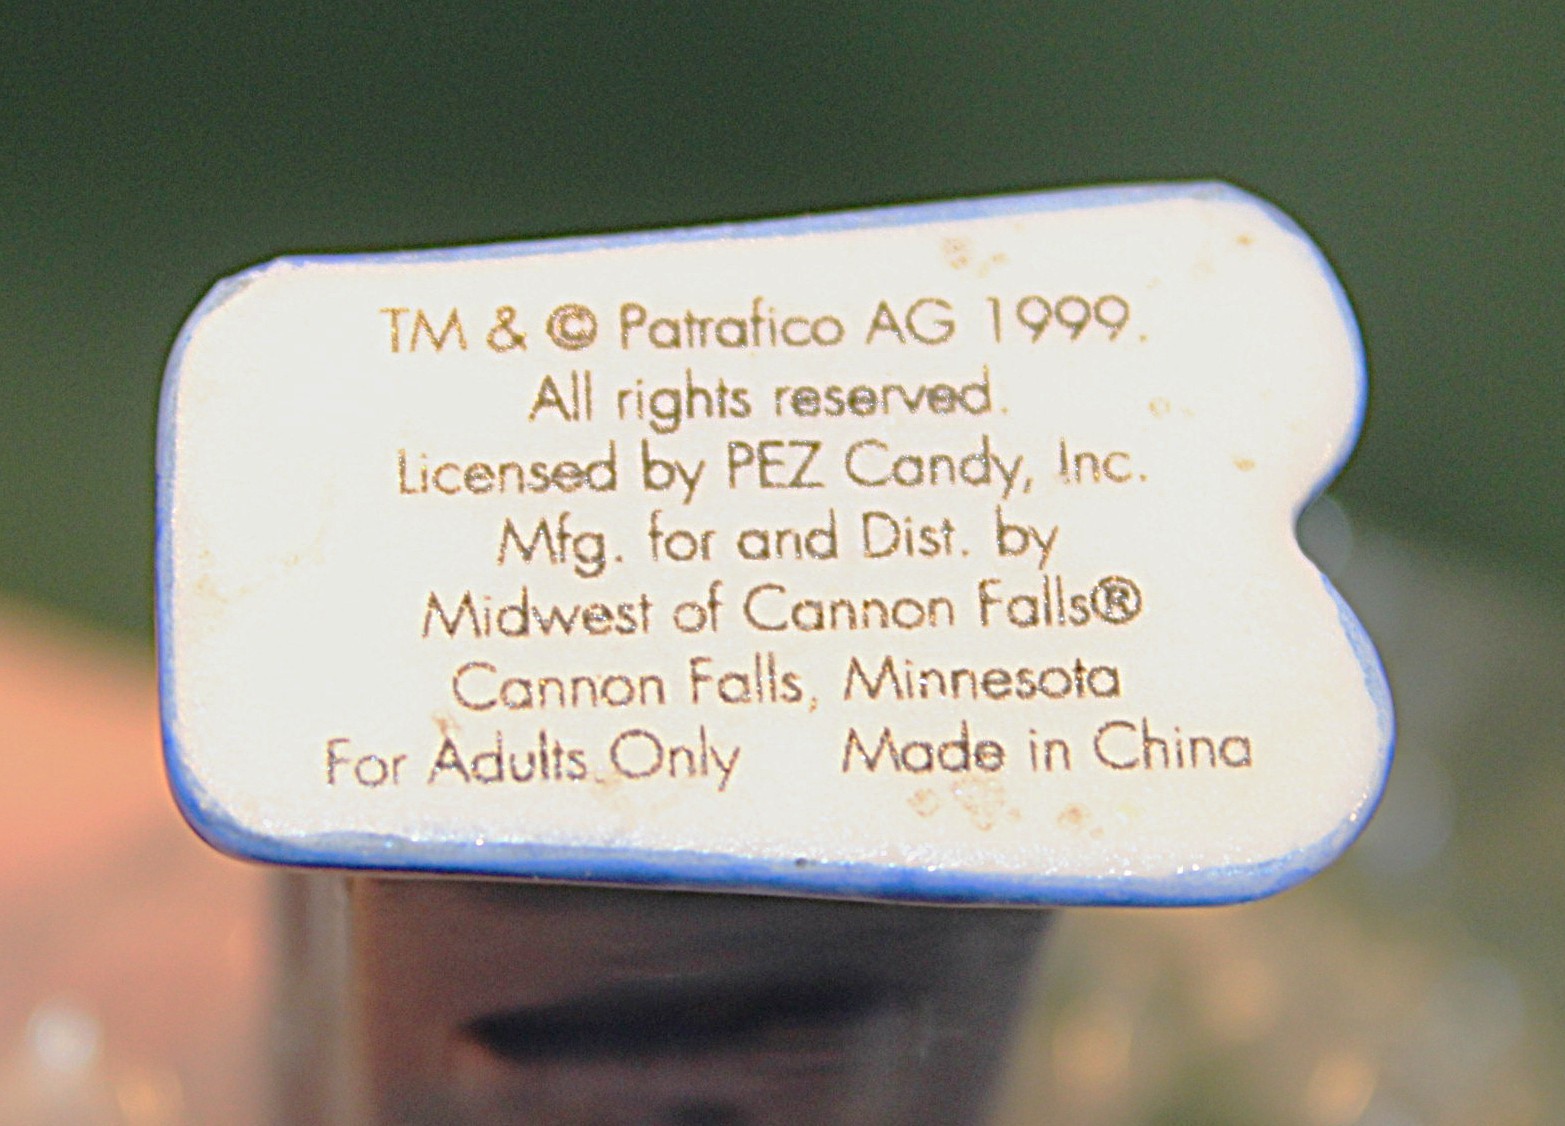 TM & © Patrafico AG 1999.
All rights reserved.
Licensed by PEZ Candy, Inc.
Mfg. for and Dist. by
Midwest of Cannon Falls®
Cannon Falls, Minnesota
For Adults Only Made in China